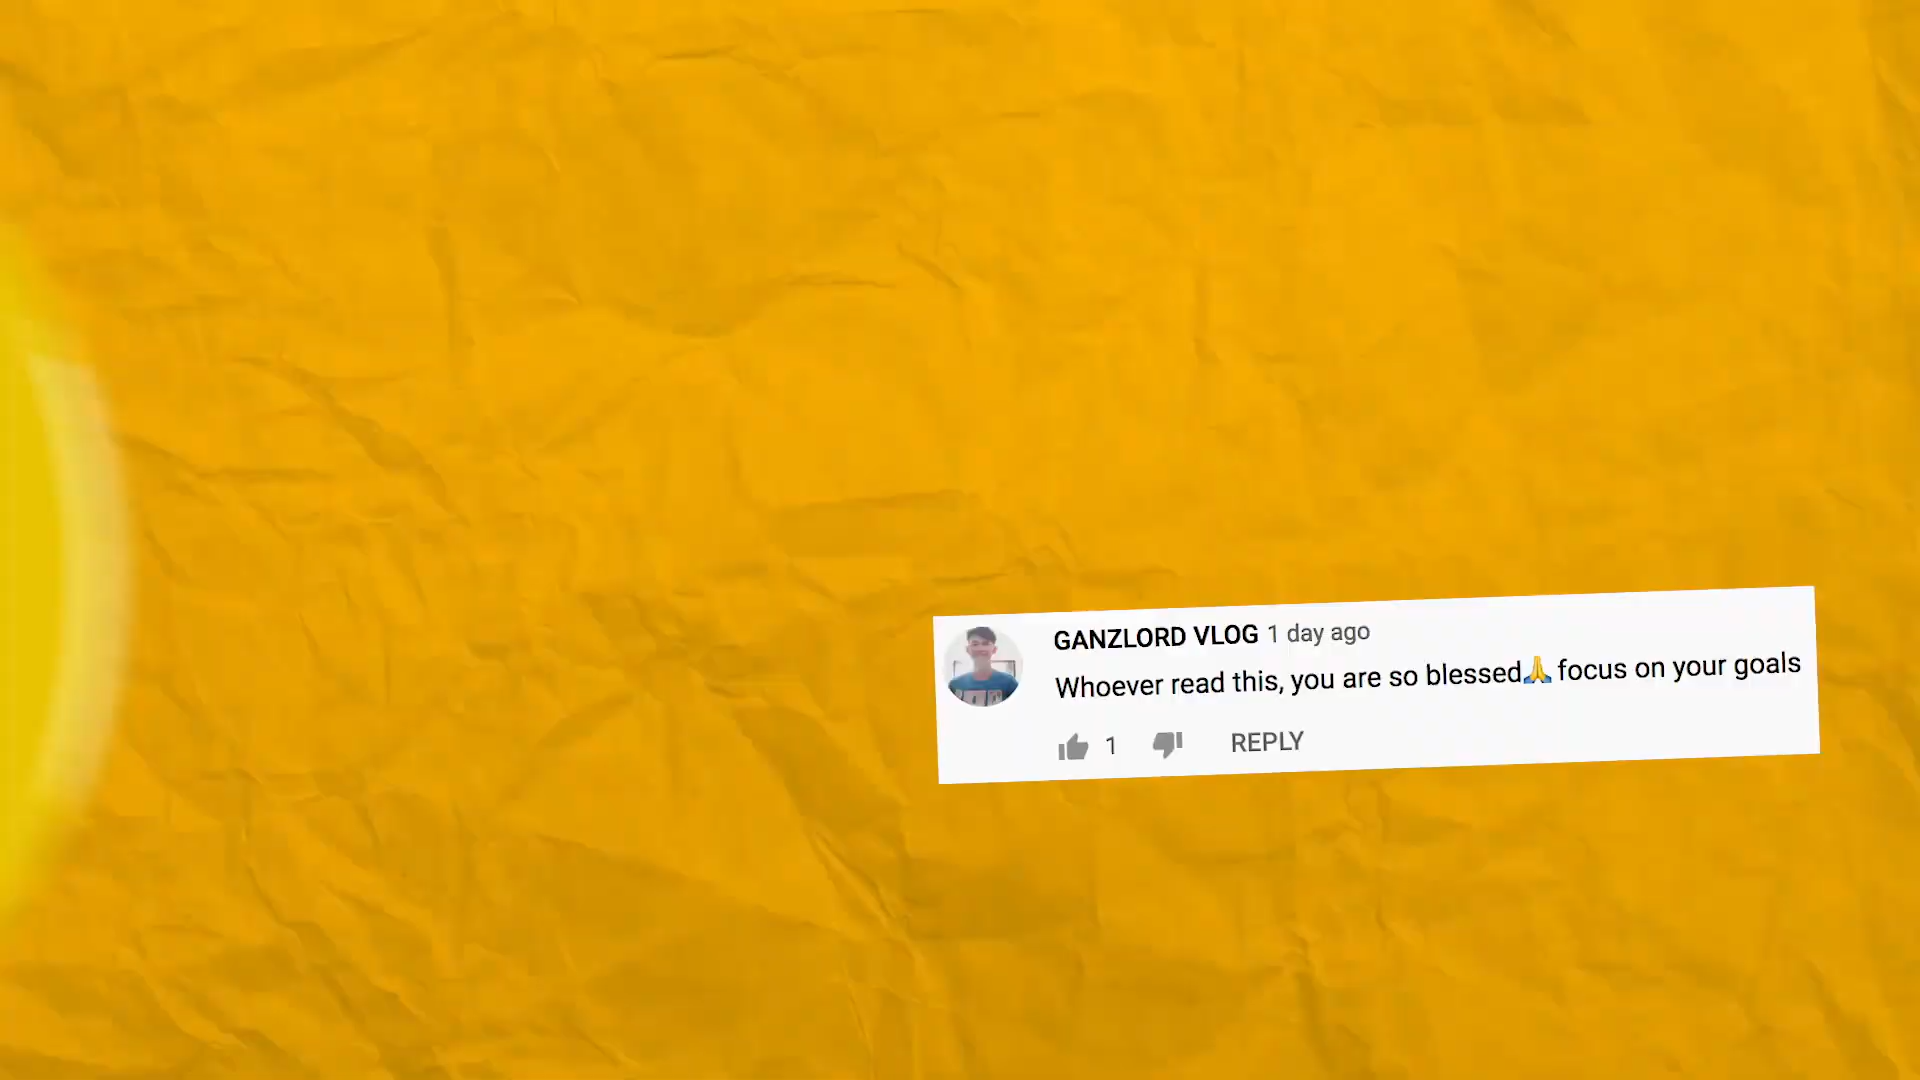 GANZLORD VLOG 1 day ago
Whoever read this, you are so blessed🙏 focus on your goals
1 REPLY